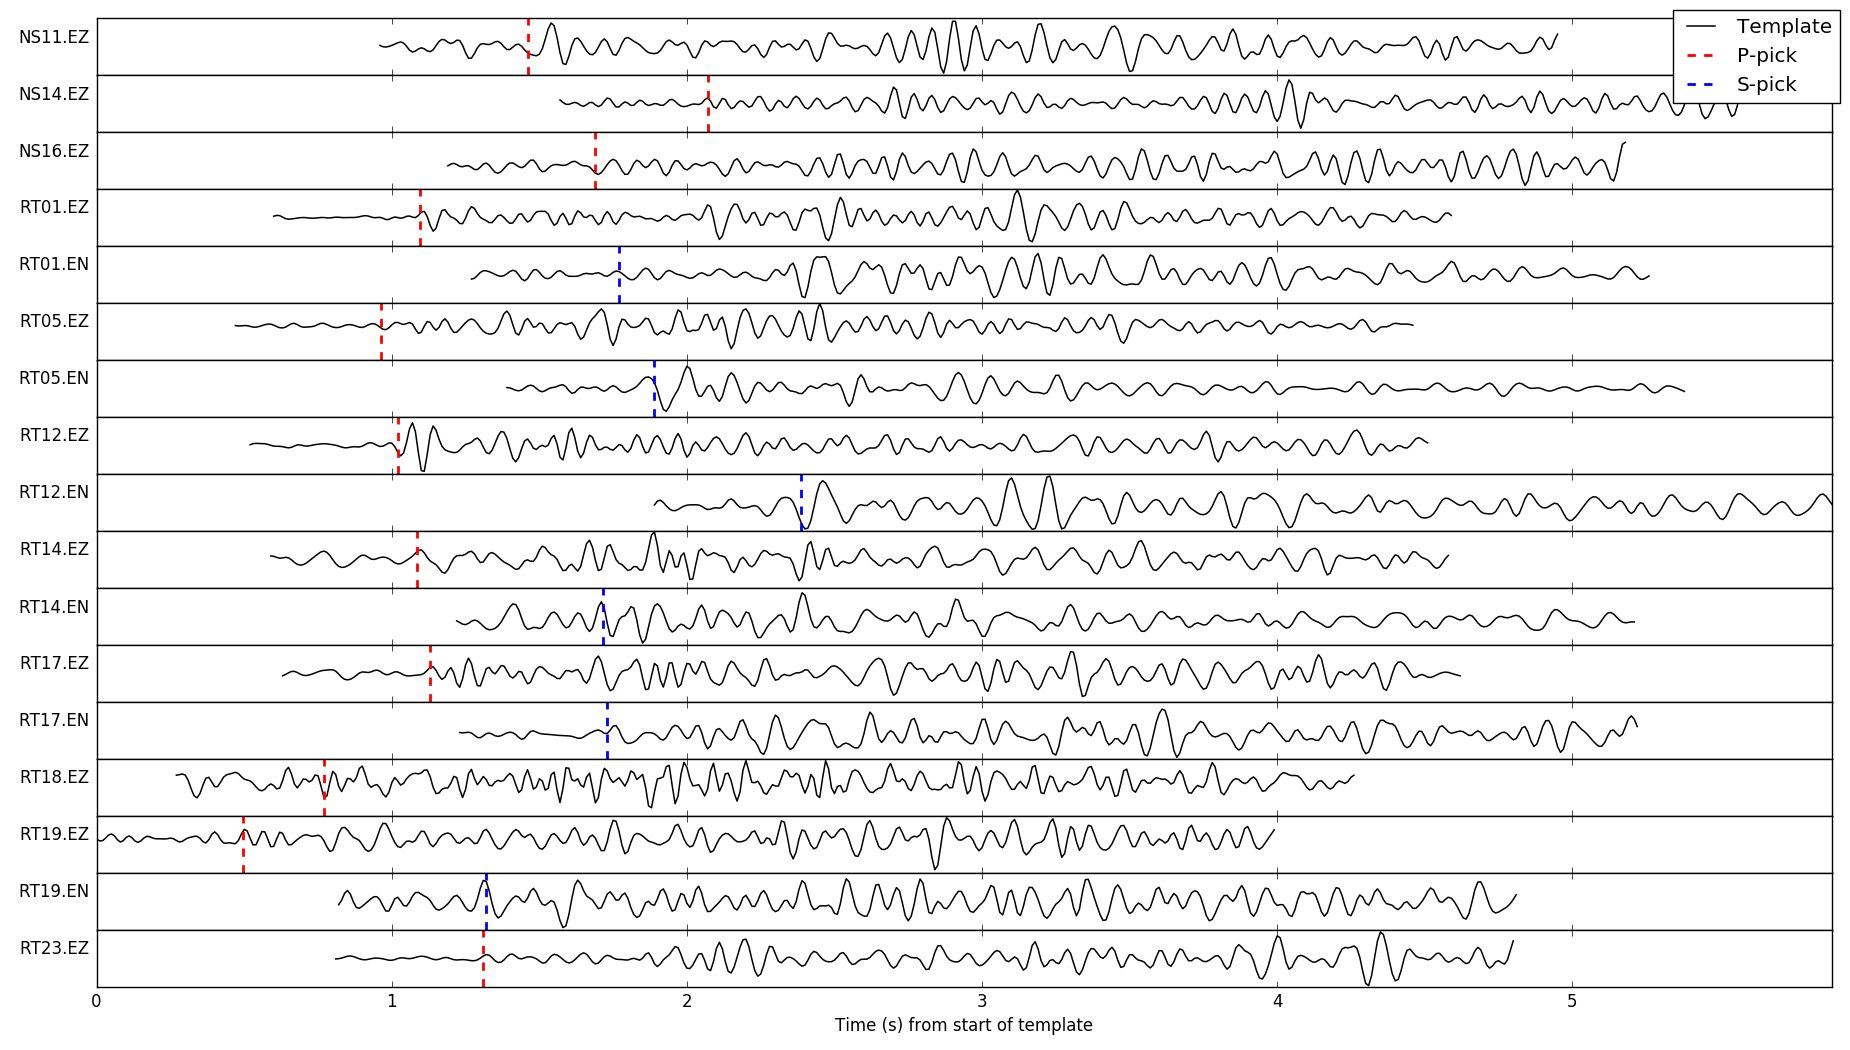 NS11.EZ
NS14.EZ
NS16.EZ
RT01.EZ
RT01.EN
RT05.EZ
RT05.EN
RT12.EZ
RT12.EN
RT14.EZ
RT14.EN
RT17.EZ
RT17.EN
RT18.EZ
RT19.EZ
RT19.EN
RT23.EZ
Template
P-pick
S-pick
0 1 2 3 4 5
Time (s) from start of template